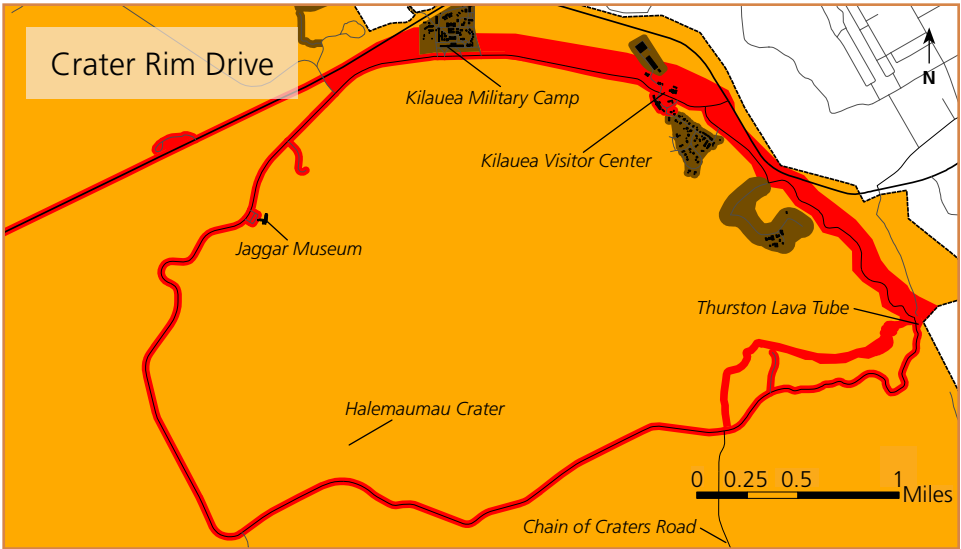 Crater Rim Drive
Kilauea Military Camp
N
Kilauea Visitor Center
Jaggar Museum
Thurston Lava Tube
Halemaumau Crater
0 0.25 0.5 1
Miles
Chain of Craters Road